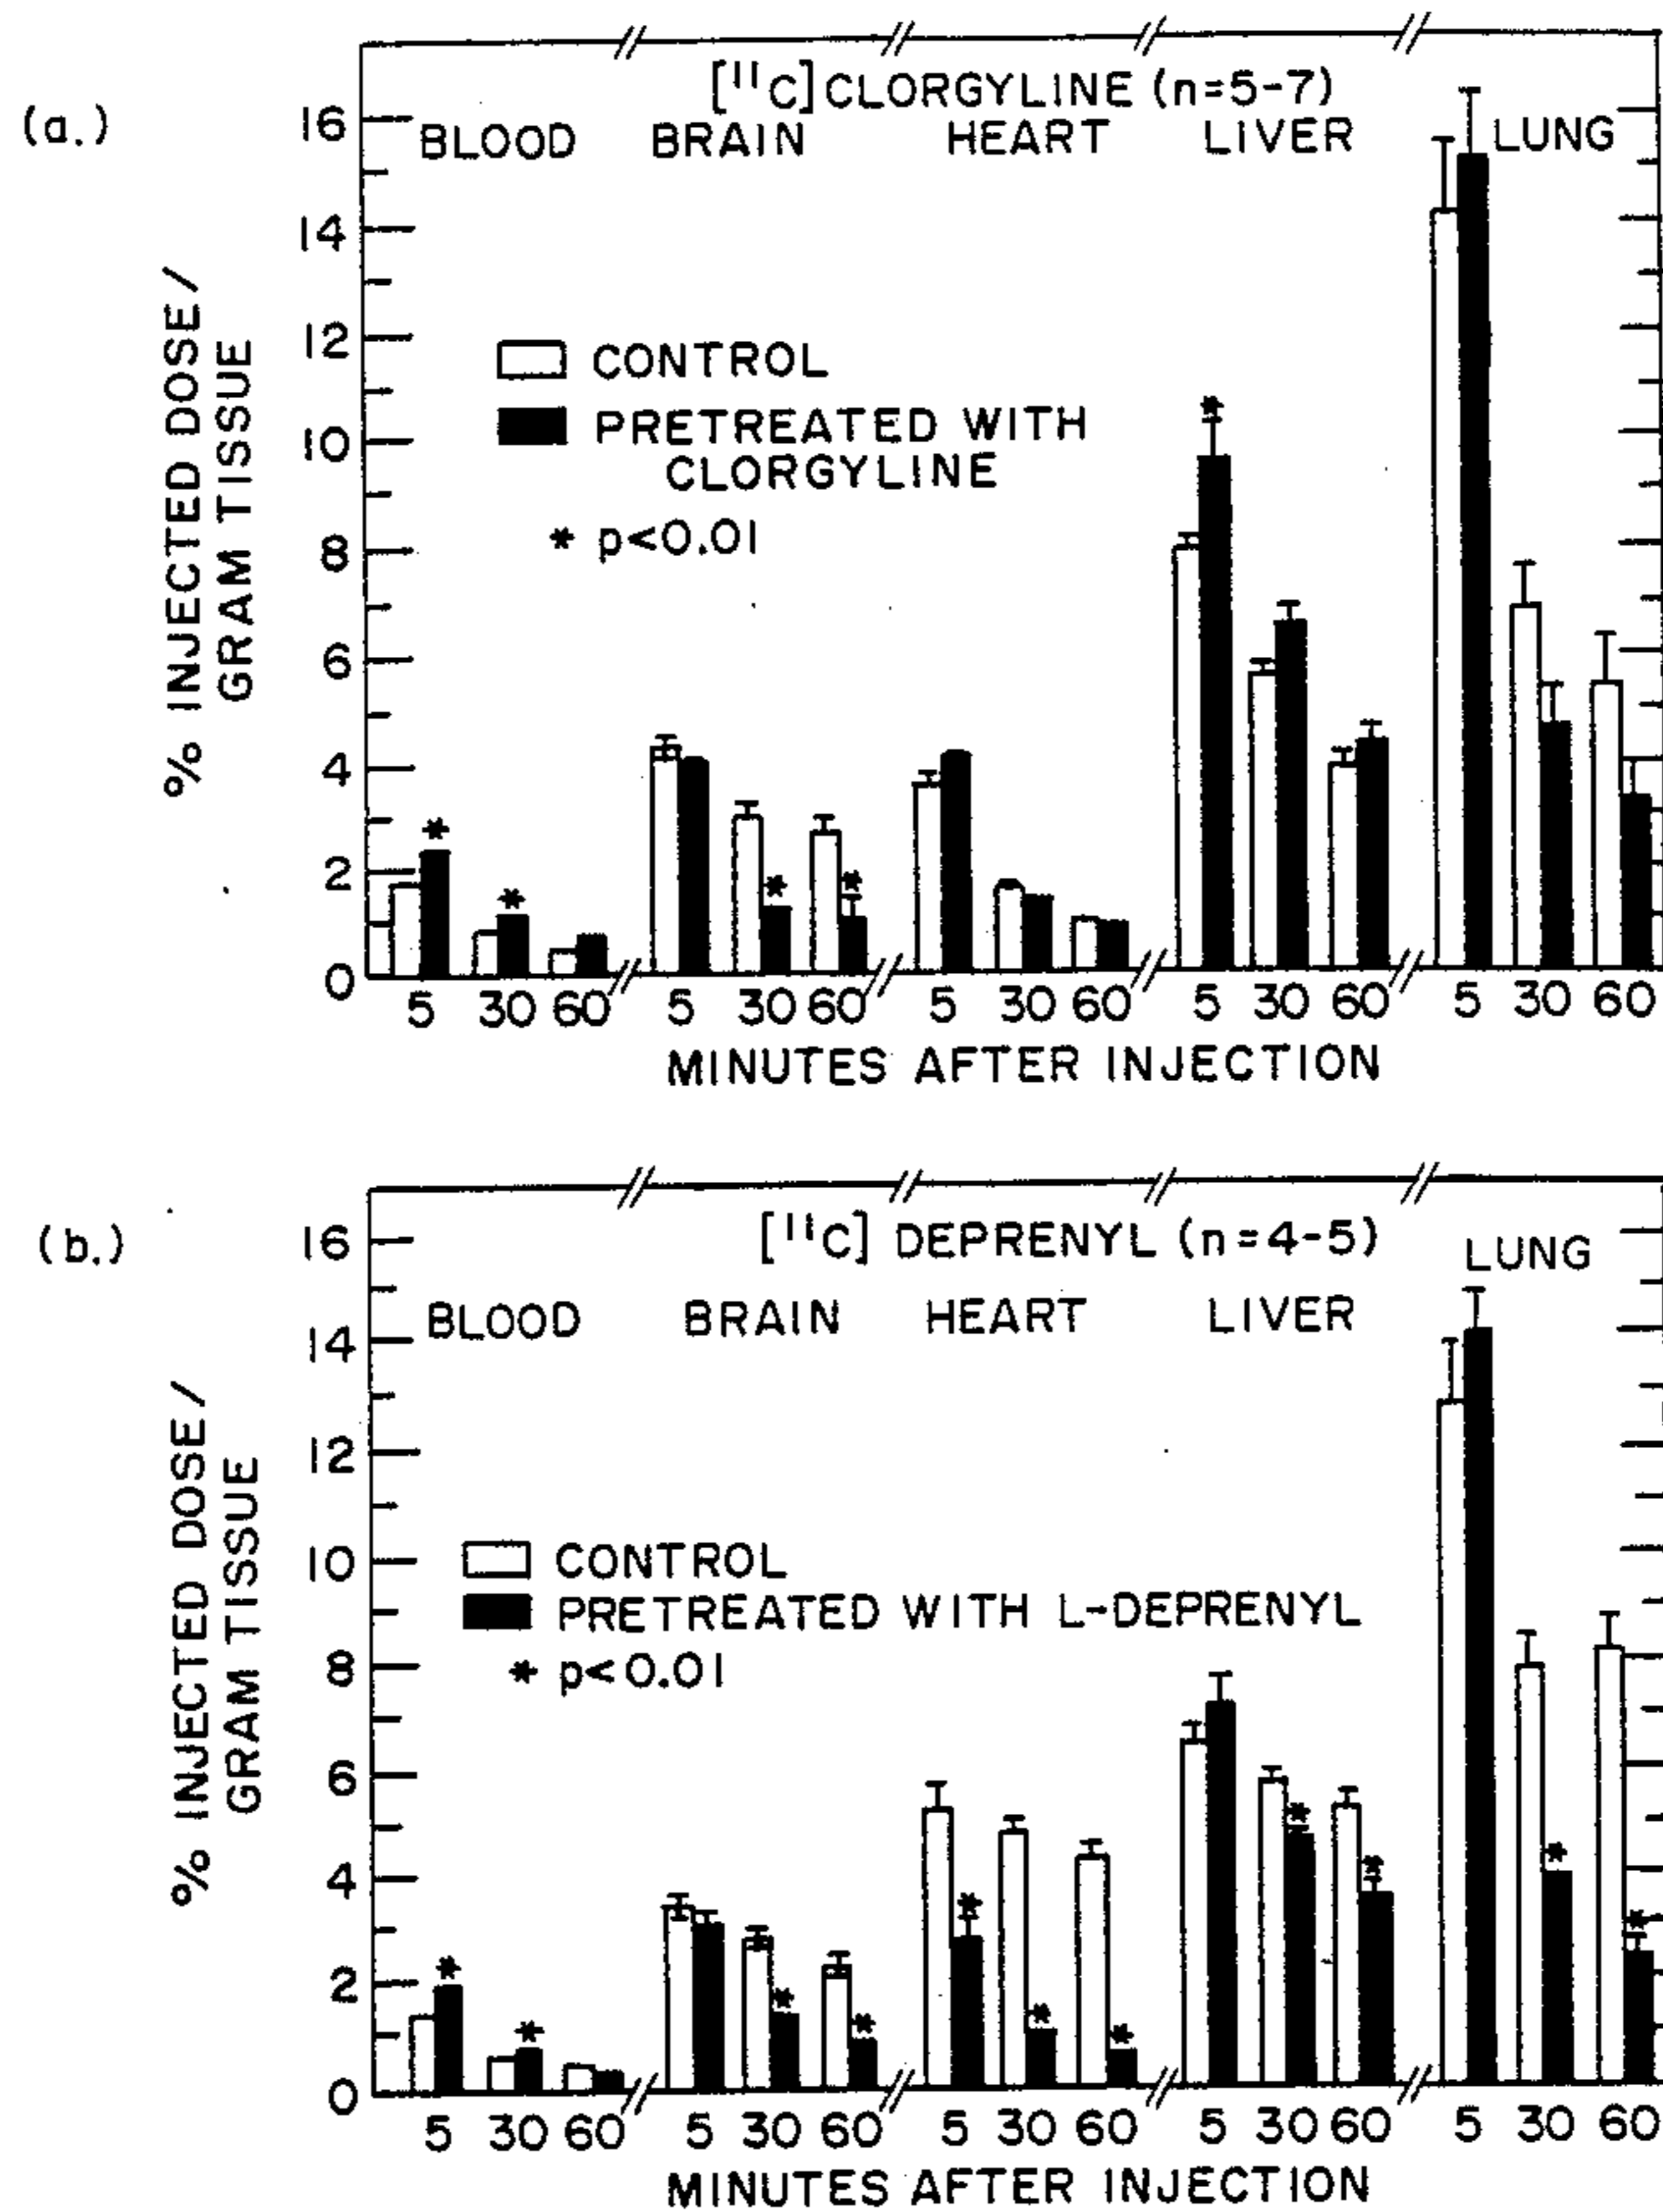 (a.)
[¹¹C] CLORGYLINE (n=5-7)
BLOOD BRAIN HEART LIVER LUNG
16
14
12
10
8
6
4
2
0
% INJECTED DOSE/
GRAM TISSUE
CONTROL
PRETREATED WITH
CLORGYLINE
* p<0.01
* * * * *
5 30 60 5 30 60 5 30 60 5 30 60 5 30 60
MINUTES AFTER INJECTION
(b.)
[¹¹C] DEPRENYL (n=4-5)
BLOOD BRAIN HEART LIVER LUNG
16
14
12
10
8
6
4
2
0
% INJECTED DOSE/
GRAM TISSUE
CONTROL
PRETREATED WITH L-DEPRENYL
* p<0.01
* * * * * * * * * * *
5 30 60 5 30 60 5 30 60 5 30 60 5 30 60
MINUTES AFTER INJECTION